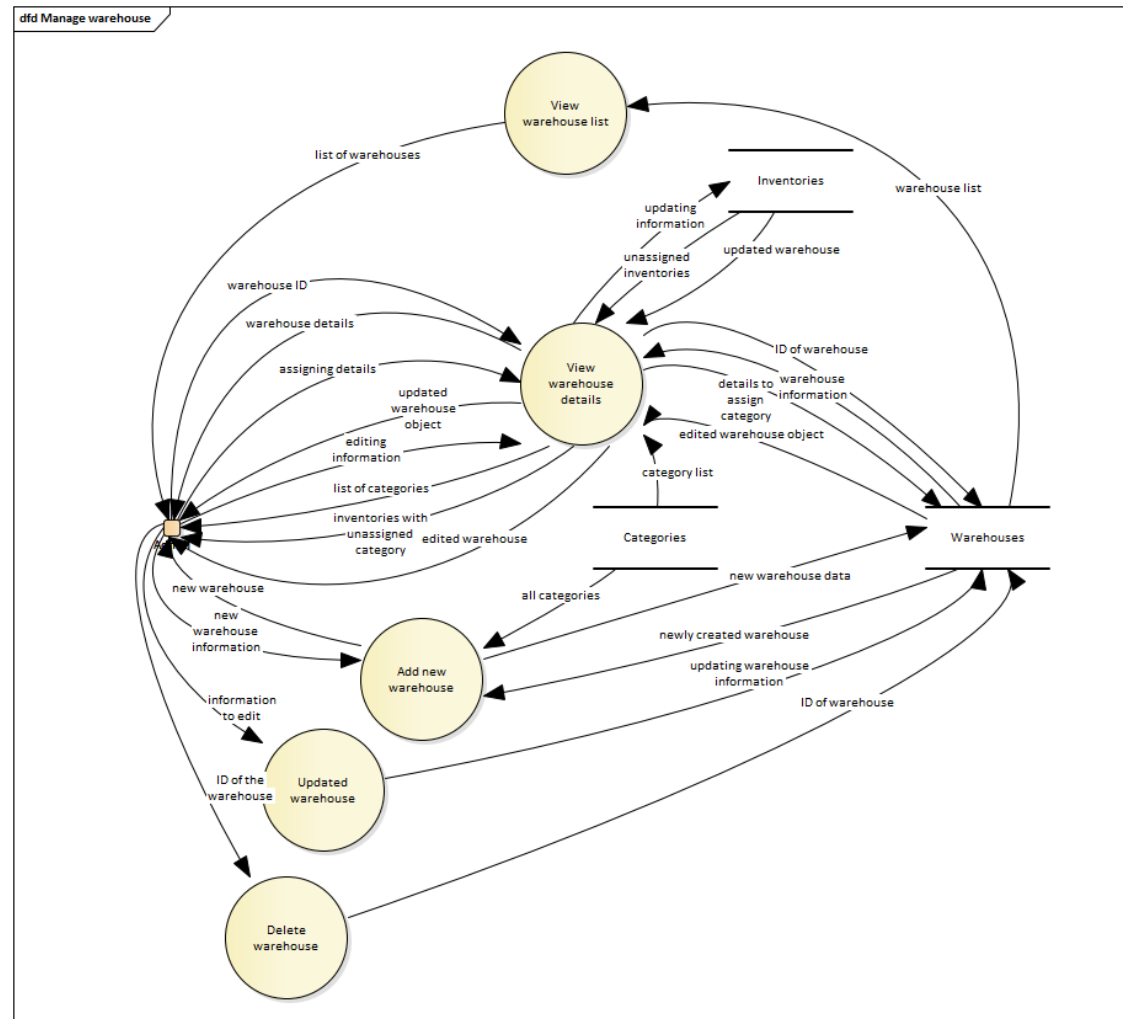 dfd Manage warehouse
View
warehouse list
list of warehouses
Inventories
warehouse list
updating
information
unassigned
inventories
updated warehouse
warehouse ID
warehouse details
assigning details
View
warehouse
details
ID of warehouse
warehouse
information
details to
assign
category
edited warehouse object
updated
warehouse
object
editing
information
category list
list of categories
inventories with
unassigned
category
edited warehouse
Categories
Warehouses
new warehouse
new
warehouse
information
all categories
new warehouse data
newly created warehouse
Add new
warehouse
updating warehouse
information
ID of warehouse
information
to edit
Updated
warehouse
ID of the
warehouse
Delete
warehouse